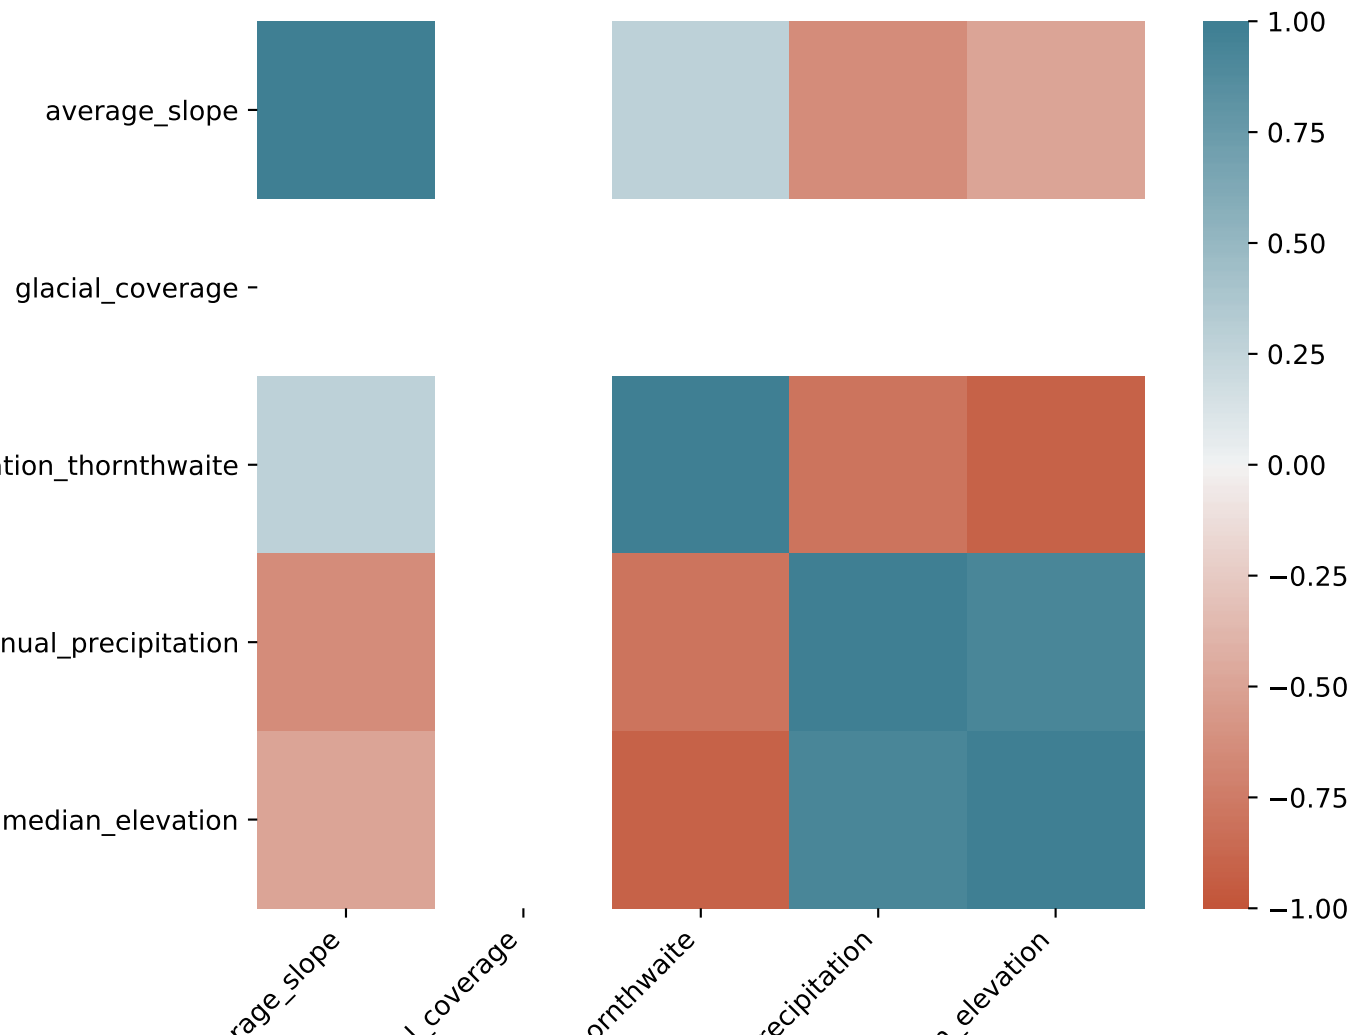 average_slope
glacial_coverage
tion_thornthwaite
nual_precipitation
median_elevation
rage_slope
l_coverage
ornthwaite
recipitation
n_elevation
1.00
0.75
0.50
0.25
0.00
−0.25
−0.50
−0.75
−1.00